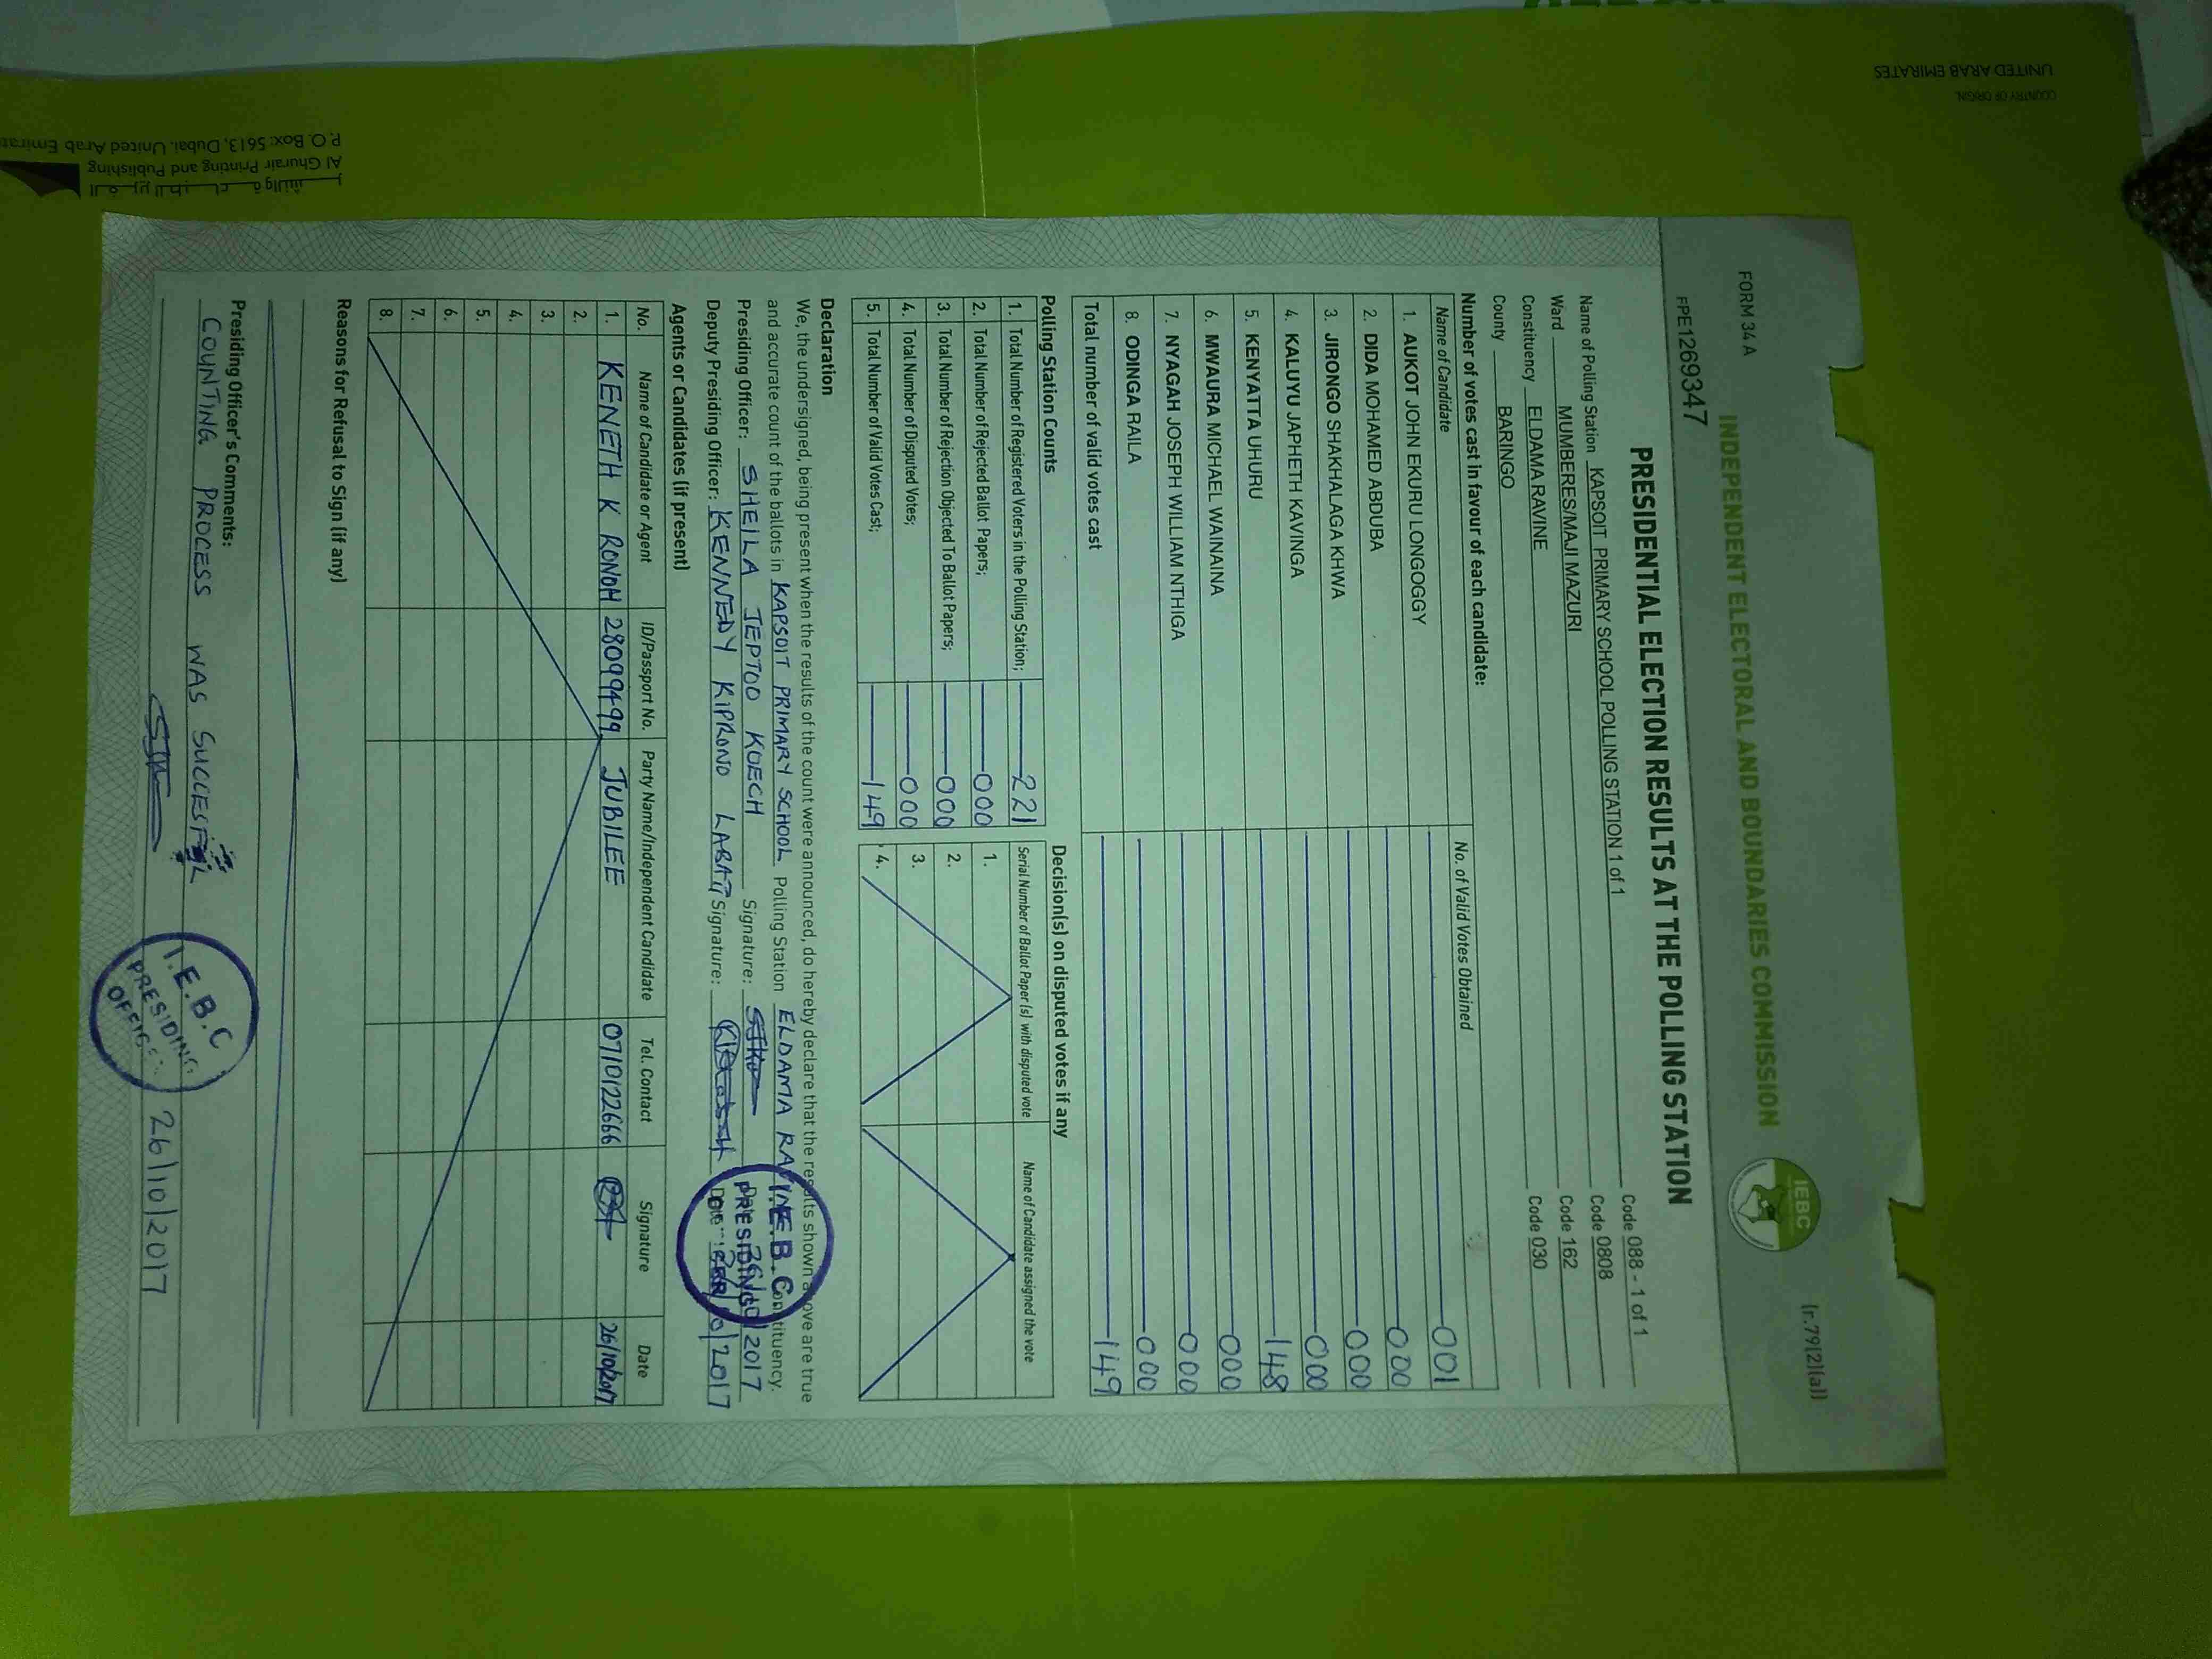 UNITED ARAB EMIRATES
COUNTRY OF ORIGIN:
Al Ghurair Printing and Publishing
P. O. Box: 5613, Dubai, United Arab Emirat
FORM 34 A
(r.79(2)(a))
INDEPENDENT ELECTORAL AND BOUNDARIES COMMISSION
IEBC
FPE1269347
PRESIDENTIAL ELECTION RESULTS AT THE POLLING STATION
Name of Polling Station KAPSOIT PRIMARY SCHOOL POLLING STATION 1 of 1 Code 088 - 1 of 1
Ward MUMBERES/MAJI MAZURI Code 0808
Constituency ELDAMA RAVINE Code 162
County BARINGO Code 030
Number of votes cast in favour of each candidate:
Name of Candidate No. of Valid Votes Obtained
1. AUKOT JOHN EKURU LONGOGGY 001
2. DIDA MOHAMED ABDUBA 000
3. JIRONGO SHAKHALAGA KHWA 000
4. KALUYU JAPHETH KAVINGA 000
5. KENYATTA UHURU 148
6. MWAURA MICHAEL WAINAINA 000
7. NYAGAH JOSEPH WILLIAM NTHIGA 000
8. ODINGA RAILA 000
Total number of valid votes cast 149
Polling Station Counts
1. Total Number of Registered Voters in the Polling Station; 221
2. Total Number of Rejected Ballot Papers; 000
3. Total Number of Rejection Objected To Ballot Papers; 000
4. Total Number of Disputed Votes; 000
5. Total Number of Valid Votes Cast; 149
Decision(s) on disputed votes if any
Serial Number of Ballot Paper (s) with disputed vote Name of Candidate assigned the vote
1.
2.
3.
4.
Declaration
We, the undersigned, being present when the results of the count were announced, do hereby declare that the results shown above are true
and accurate count of the ballots in KAPSOIT PRIMARY SCHOOL Polling Station ELDAMA RAVINE Constituency.
Presiding Officer: SHEILA JEPTOO KOECH Signature: Date 2017
Deputy Presiding Officer: KENNEDY KIPRONO LABATT Signature: Date 2017
I.E.B.C
PRESIDING
Agents or Candidates (if present)
No. Name of Candidate or Agent ID/Passport No. Party Name/Independent Candidate Tel. Contact Signature Date
1. KENETH K RONOH 28099499 JUBILEE 0710122666 26/10/2017
2.
3.
4.
5.
6.
7.
8.
Reasons for Refusal to Sign (if any)
Presiding Officer's Comments:
COUNTING PROCESS WAS SUCCESFUL
I.E.B.C
PRESIDING
OFFICER
26/10/2017